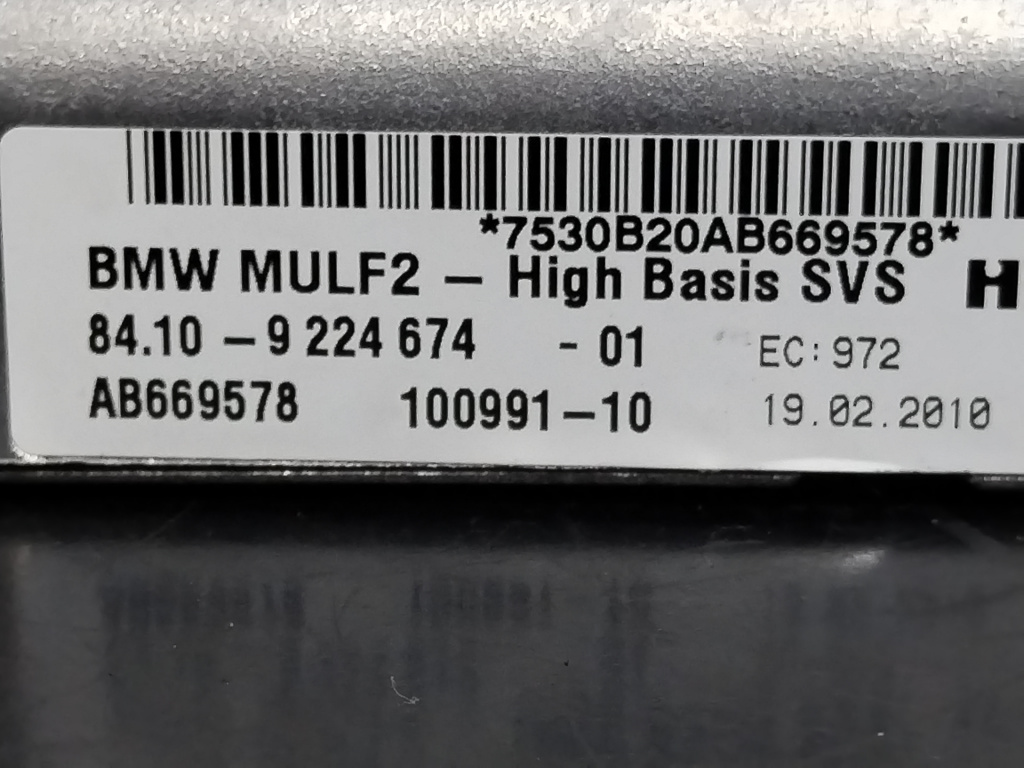 *7530B20AB669578*
BMW MULF2 – High Basis SVS H
84.10 – 9 224 674 - 01 EC: 972
AB669578 100991–10 19.02.2010